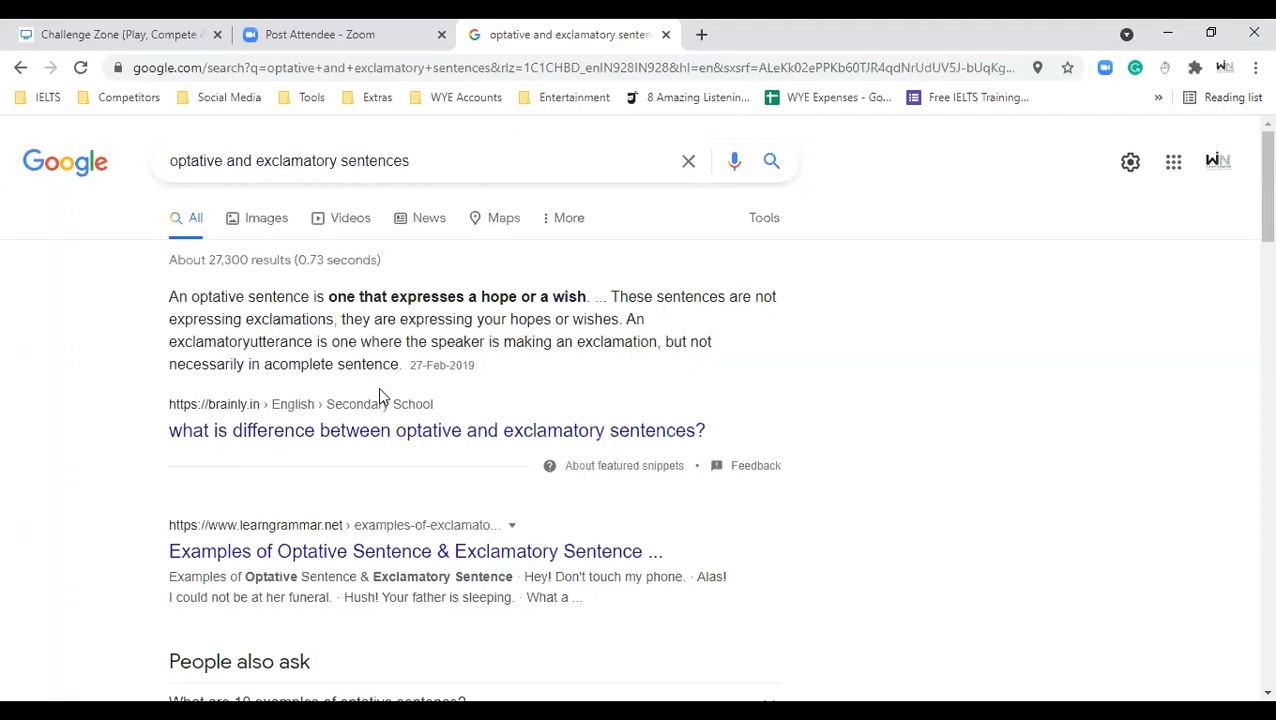 Challenge Zone (Play, Compete &
Post Attendee - Zoom
optative and exclamatory senten
google.com/search?q=optative+and+exclamatory+sentences&rlz=1C1CHBD_enIN928IN928&hl=en&sxsrf=ALeKk02ePPKb60TJR4qdNrUdUV5J-bUqKg...
IELTS
Competitors
Social Media
Tools
Extras
WYE Accounts
Entertainment
8 Amazing Listenin...
WYE Expenses - Go...
Free IELTS Training...
»
Reading list
Google
optative and exclamatory sentences
WIN
All
Images
Videos
News
Maps
More
Tools
About 27,300 results (0.73 seconds)
An optative sentence is one that expresses a hope or a wish. ... These sentences are not
expressing exclamations, they are expressing your hopes or wishes. An
exclamatoryutterance is one where the speaker is making an exclamation, but not
necessarily in acomplete sentence. 27-Feb-2019
https://brainly.in › English › Secondary School
what is difference between optative and exclamatory sentences?
About featured snippets • Feedback
https://www.learngrammar.net › examples-of-exclamato...
Examples of Optative Sentence & Exclamatory Sentence ...
Examples of Optative Sentence & Exclamatory Sentence · Hey! Don't touch my phone. · Alas!
I could not be at her funeral. · Hush! Your father is sleeping. · What a ...
People also ask
What are 10 examples of optative sentence?